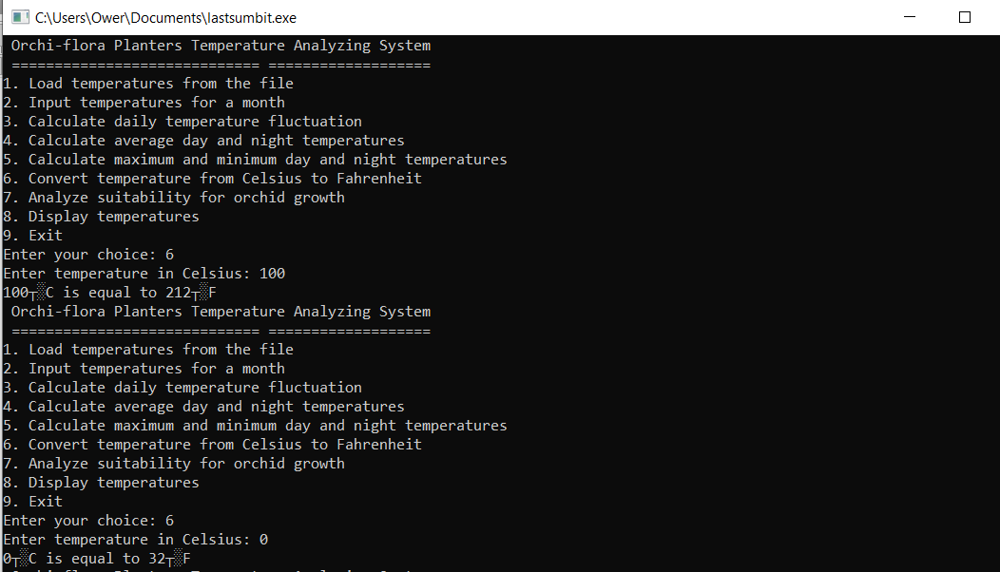 C:\Users\Ower\Documents\lastsumbit.exe
Orchi-flora Planters Temperature Analyzing System
============================= ===================
1. Load temperatures from the file
2. Input temperatures for a month
3. Calculate daily temperature fluctuation
4. Calculate average day and night temperatures
5. Calculate maximum and minimum day and night temperatures
6. Convert temperature from Celsius to Fahrenheit
7. Analyze suitability for orchid growth
8. Display temperatures
9. Exit
Enter your choice: 6
Enter temperature in Celsius: 100
100┬░C is equal to 212┬░F
Orchi-flora Planters Temperature Analyzing System
============================= ===================
1. Load temperatures from the file
2. Input temperatures for a month
3. Calculate daily temperature fluctuation
4. Calculate average day and night temperatures
5. Calculate maximum and minimum day and night temperatures
6. Convert temperature from Celsius to Fahrenheit
7. Analyze suitability for orchid growth
8. Display temperatures
9. Exit
Enter your choice: 6
Enter temperature in Celsius: 0
0┬░C is equal to 32┬░F